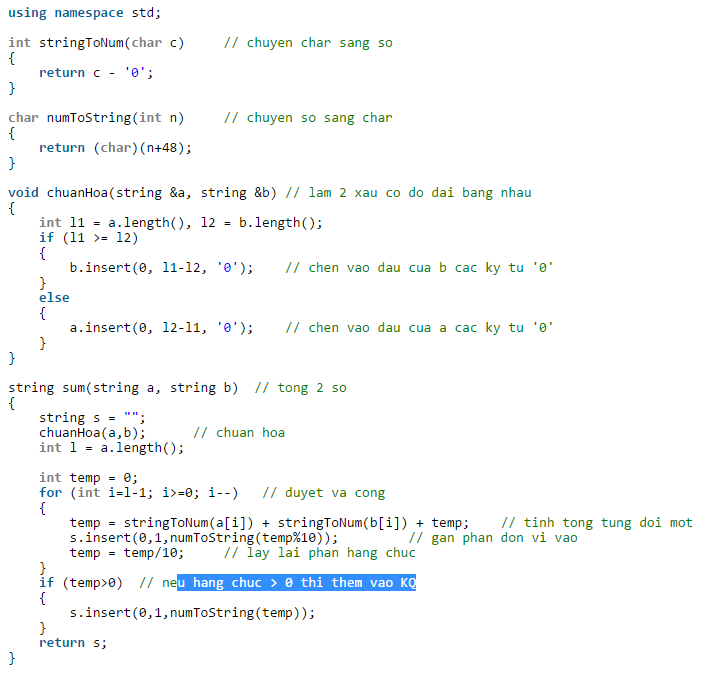 using namespace std;
int stringToNum(char c)     // chuyen char sang so
{
    return c - '0';
}
char numToString(int n)     // chuyen so sang char
{
    return (char)(n+48);
}
void chuanHoa(string &a, string &b) // lam 2 xau co do dai bang nhau
{
    int l1 = a.length(), l2 = b.length();
    if (l1 >= l2)
    {
        b.insert(0, l1-l2, '0');    // chen vao dau cua b cac ky tu '0'
    }
    else
    {
        a.insert(0, l2-l1, '0');    // chen vao dau cua a cac ky tu '0'
    }
}
string sum(string a, string b)  // tong 2 so
{
    string s = "";
    chuanHoa(a,b);      // chuan hoa
    int l = a.length();
    int temp = 0;
    for (int i=l-1; i>=0; i--)   // duyet va cong
    {
        temp = stringToNum(a[i]) + stringToNum(b[i]) + temp;    // tinh tong tung doi mot
        s.insert(0,1,numToString(temp%10));         // gan phan don vi vao
        temp = temp/10;     // lay lai phan hang chuc
    }
    if (temp>0)  // neu hang chuc > 0 thi them vao KQ
    {
        s.insert(0,1,numToString(temp));
    }
    return s;
}